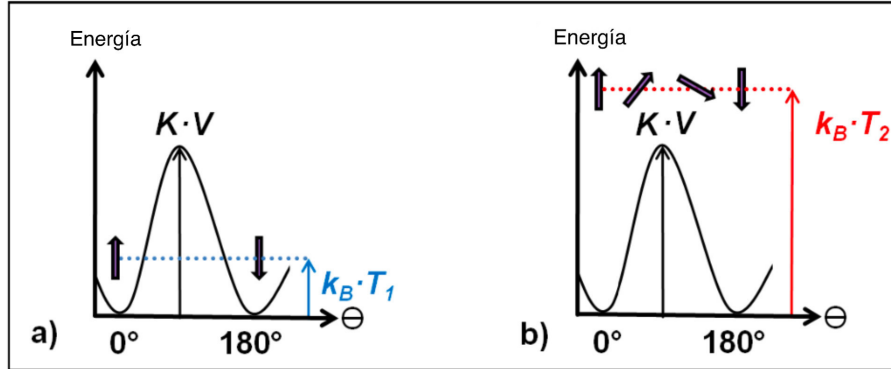 Energía
K·V
k_B·T_1
Θ
0°
180°
a)
Energía
K·V
k_B·T_2
Θ
0°
180°
b)